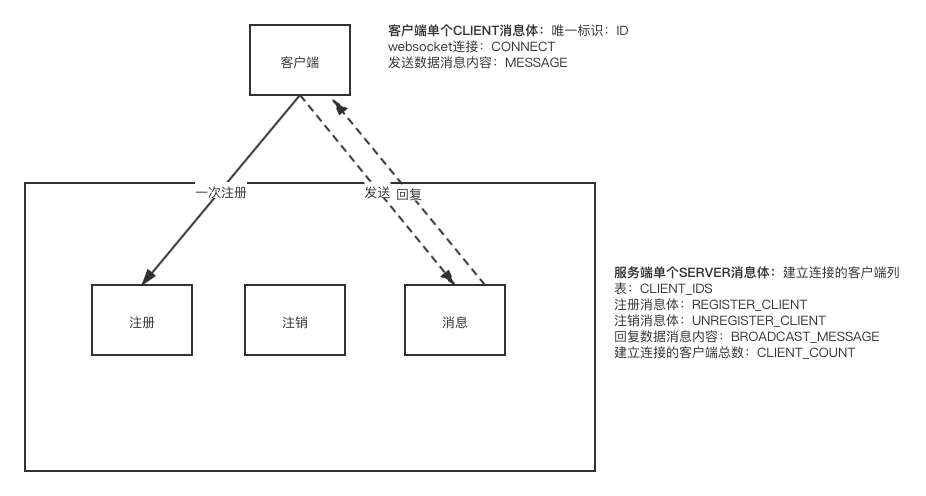 客户端
客户端单个CLIENT消息体：唯一标识：ID
websocket连接：CONNECT
发送数据消息内容：MESSAGE
一次注册
发送
回复
注册
注销
消息
服务端单个SERVER消息体：建立连接的客户端列
表：CLIENT_IDS
注册消息体：REGISTER_CLIENT
注销消息体：UNREGISTER_CLIENT
回复数据消息内容：BROADCAST_MESSAGE
建立连接的客户端总数：CLIENT_COUNT